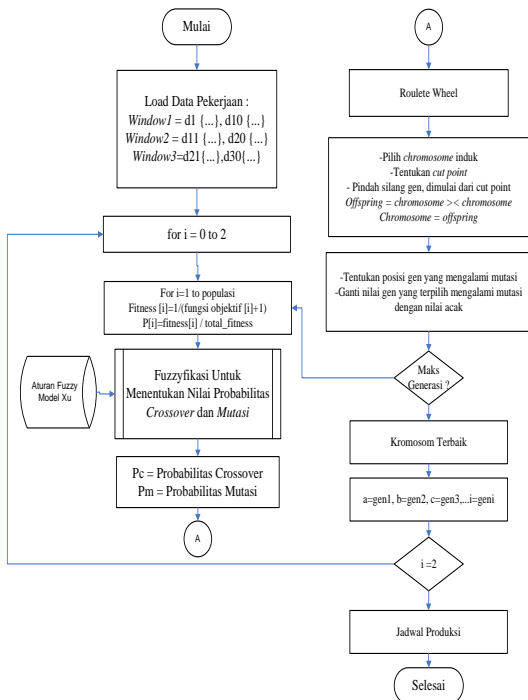 Mulai
Load Data Pekerjaan :
Window1 = d1 {...}, d10 {...}
Window2 = d11 {...}, d20 {...}
Window3=d21{...},d30{...}
for i = 0 to 2
For i=1 to populasi
Fitness [i]=1/(fungsi objektif [i]+1)
P[i]=fitness[i] / total_fitness
Aturan Fuzzy
Model Xu
Fuzzyfikasi Untuk
Menentukan Nilai Probabilitas
Crossover dan Mutasi
Pc = Probabilitas Crossover
Pm = Probabilitas Mutasi
A
A
Roulete Wheel
-Pilih chromosome induk
-Tentukan cut point
- Pindah silang gen, dimulai dari cut point
Offspring = chromosome >< chromosome
Chromosome = offspring
-Tentukan posisi gen yang mengalami mutasi
-Ganti nilai gen yang terpilih mengalami mutasi
dengan nilai acak
Maks
Generasi ?
Kromosom Terbaik
a=gen1, b=gen2, c=gen3,...i=geni
i =2
Jadwal Produksi
Selesai